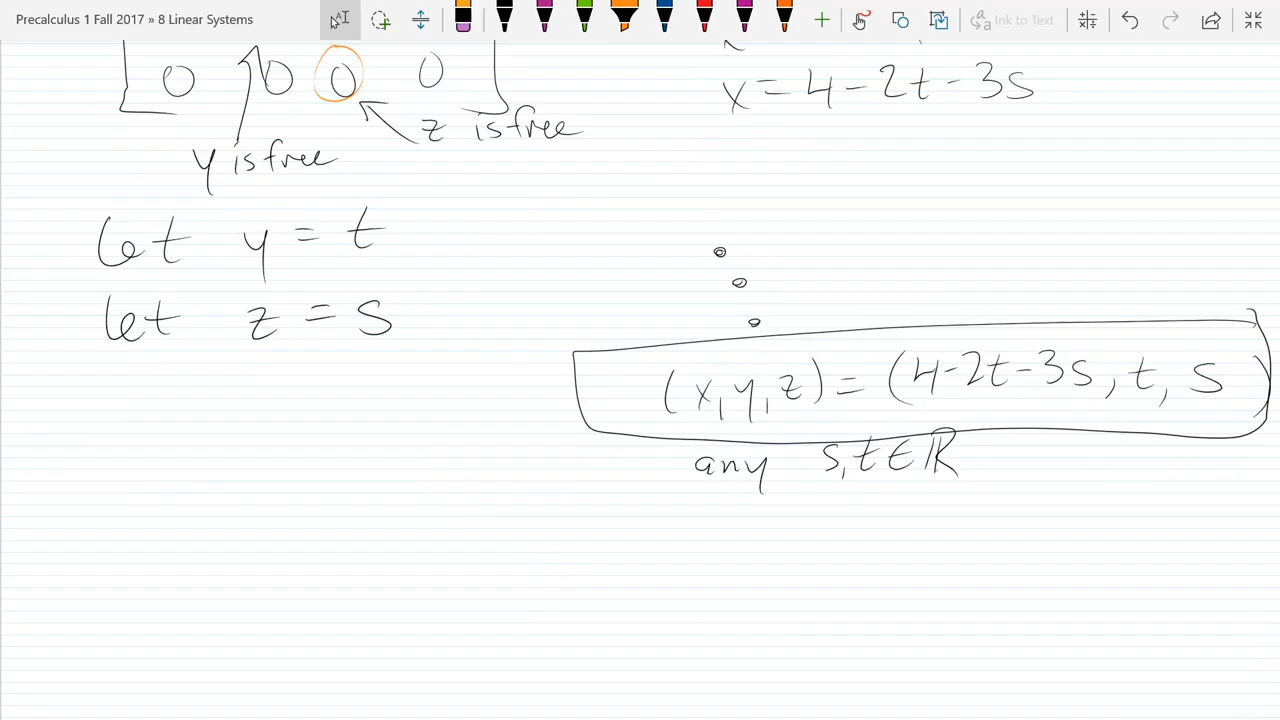 Precalculus 1 Fall 2017 » 8 Linear Systems
Ink to Text
0 0 0 0
x = 4 - 2t - 3s
z is free
y is free
let y = t
let z = s
(x, y, z) = (4 - 2t - 3s, t, s)
any s, t ∈ ℝ